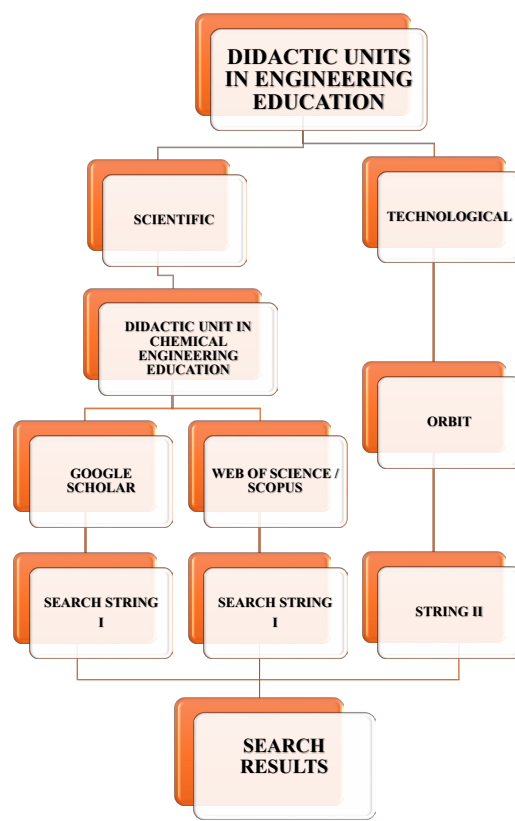 DIDACTIC UNITS
IN ENGINEERING
EDUCATION
SCIENTIFIC
TECHNOLOGICAL
DIDACTIC UNIT IN
CHEMICAL
ENGINEERING
EDUCATION
GOOGLE
SCHOLAR
WEB OF SCIENCE /
SCOPUS
ORBIT
SEARCH STRING
I
SEARCH STRING
I
STRING II
SEARCH
RESULTS